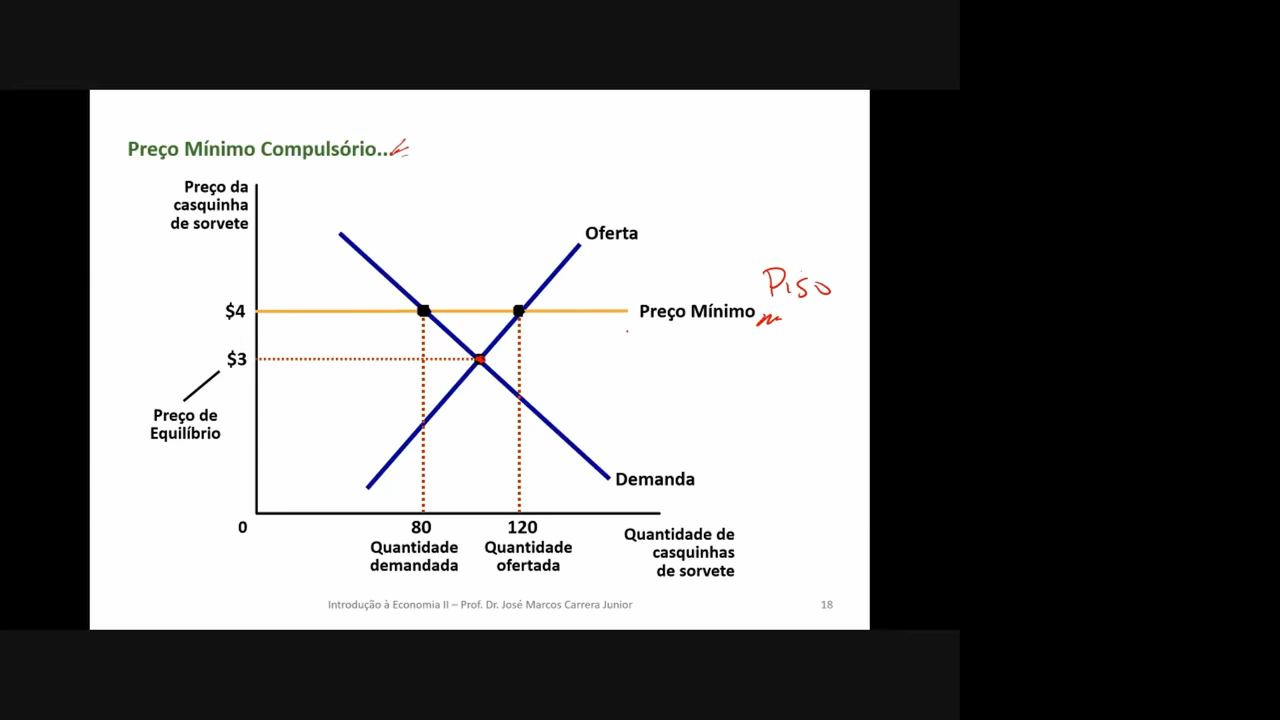 Preço Mínimo Compulsório...
Preço da
casquinha
de sorvete
Oferta
Piso
$4
Preço Mínimo
$3
Preço de
Equilíbrio
Demanda
0
80
120
Quantidade
demandada
Quantidade
ofertada
Quantidade de
casquinhas
de sorvete
Introdução à Economia II – Prof. Dr. José Marcos Carrera Junior
18